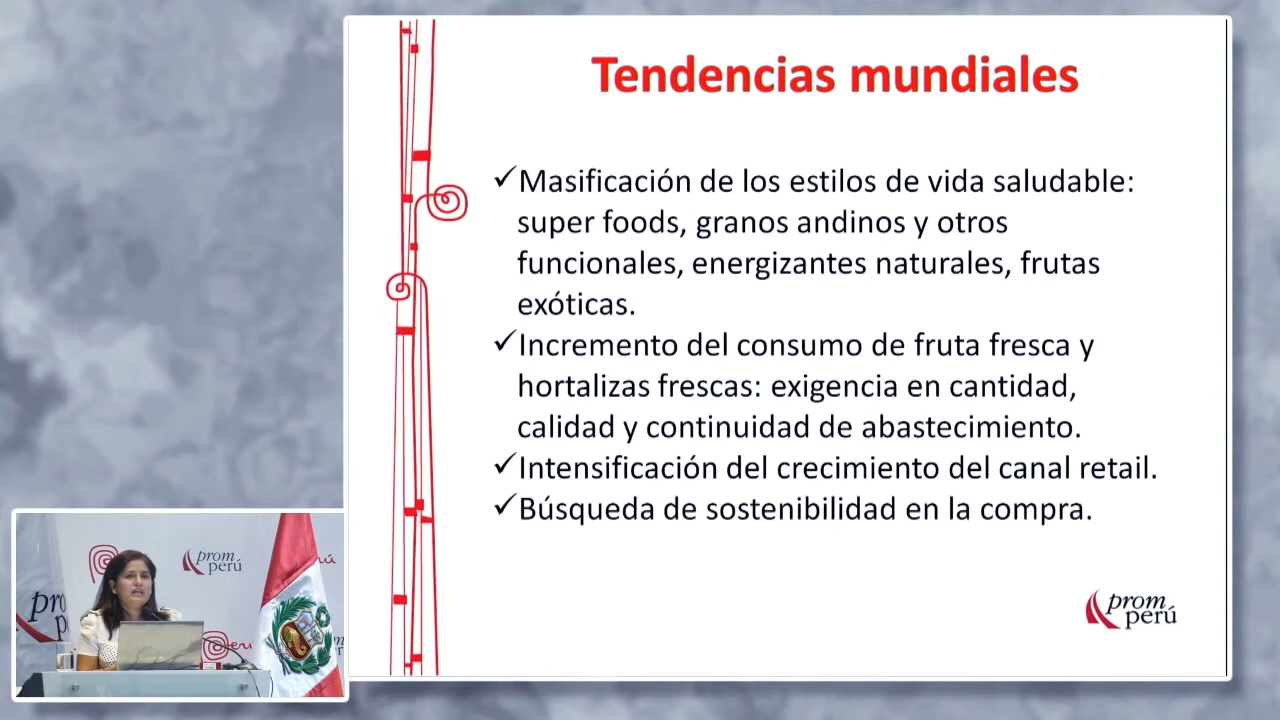 Tendencias mundiales
✓Masificación de los estilos de vida saludable:
super foods, granos andinos y otros
funcionales, energizantes naturales, frutas
exóticas.
✓Incremento del consumo de fruta fresca y
hortalizas frescas: exigencia en cantidad,
calidad y continuidad de abastecimiento.
✓Intensificación del crecimiento del canal retail.
✓Búsqueda de sostenibilidad en la compra.
prom
perú
prom
perú